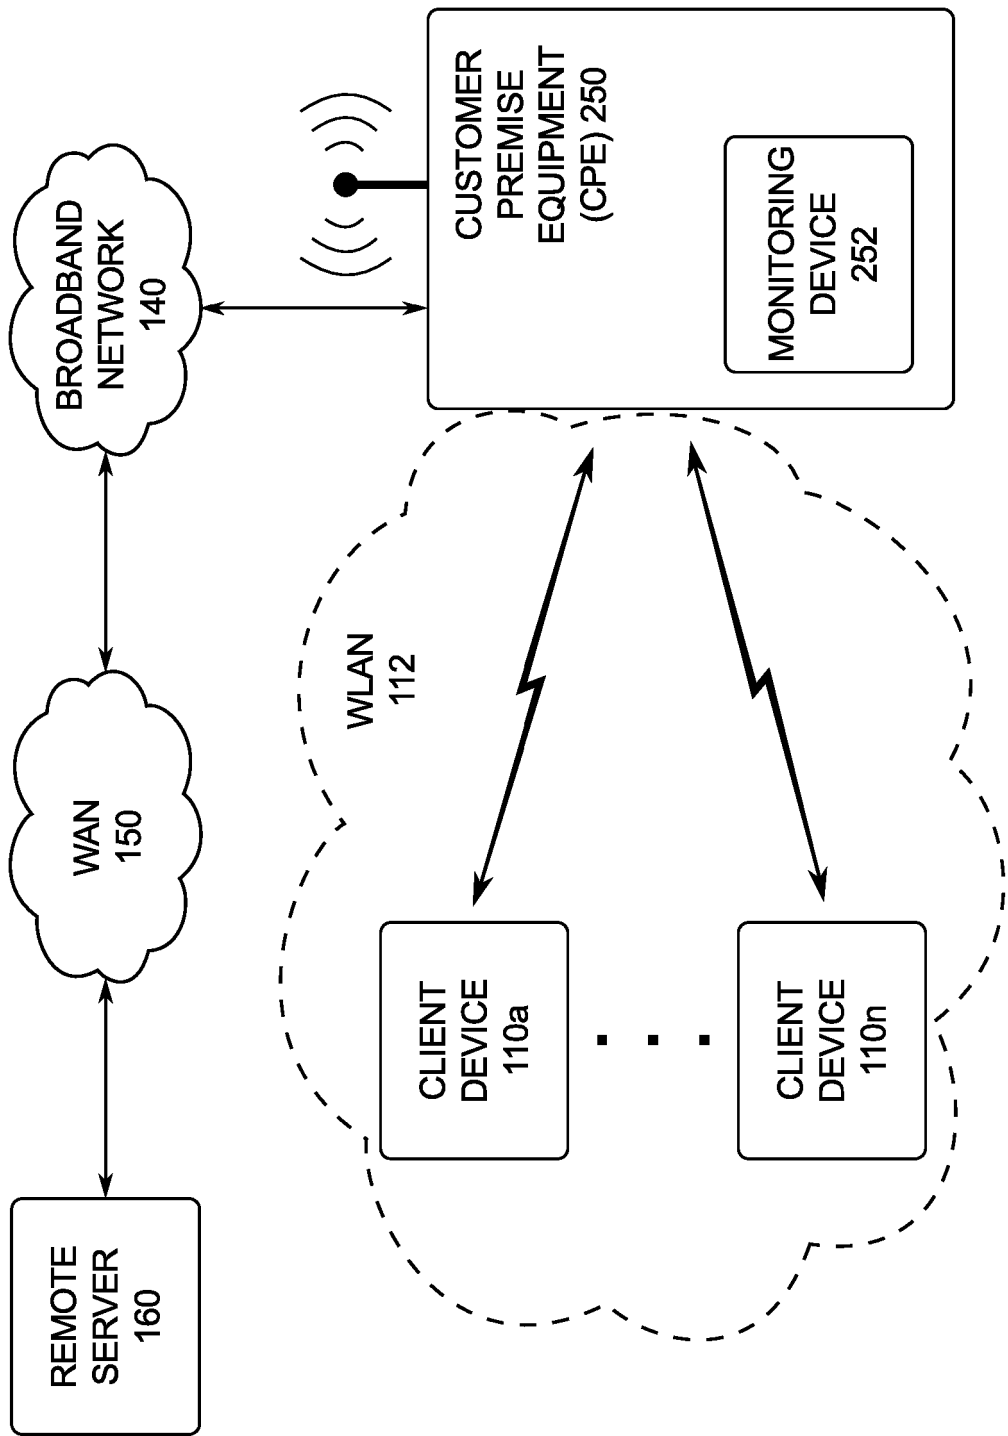 REMOTE
SERVER
160
WAN
150
BROADBAND
NETWORK
140
WLAN
112
CLIENT
DEVICE
110a
CLIENT
DEVICE
110n
CUSTOMER
PREMISE
EQUIPMENT
(CPE) 250
MONITORING
DEVICE
252